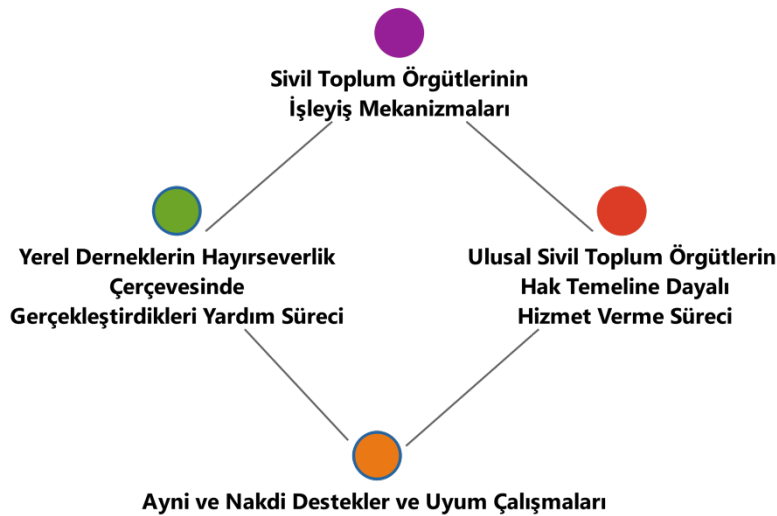 Sivil Toplum Örgütlerinin
İşleyiş Mekanizmaları
Yerel Derneklerin Hayırseverlik
Çerçevesinde
Gerçekleştirdikleri Yardım Süreci
Ulusal Sivil Toplum Örgütlerin
Hak Temeline Dayalı
Hizmet Verme Süreci
Ayni ve Nakdi Destekler ve Uyum Çalışmaları